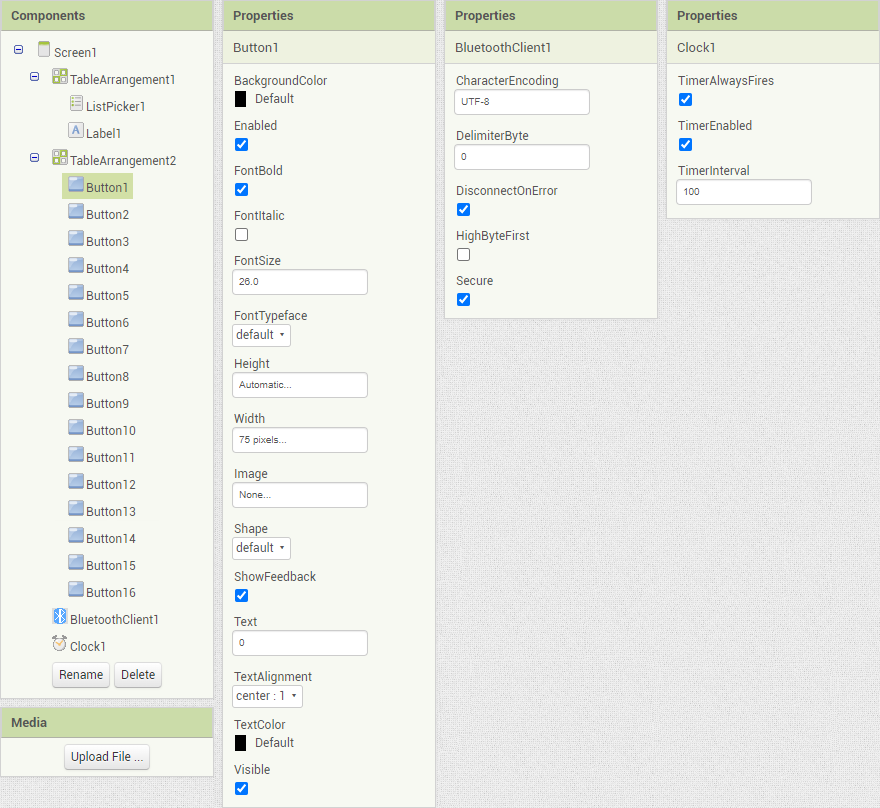 Components
Screen1
TableArrangement1
ListPicker1
A
Label1
TableArrangement2
Button1
Button2
Button3
Button4
Button5
Button6
Button7
Button8
Button9
Button10
Button11
Button12
Button13
Button14
Button15
Button16
BluetoothClient1
Clock1
Rename
Delete
Media
Upload File ...
Properties
Button1
BackgroundColor
Default
Enabled
FontBold
FontItalic
FontSize
26.0
FontTypeface
default
Height
Automatic...
Width
75 pixels...
Image
None...
Shape
default
ShowFeedback
Text
0
TextAlignment
center : 1
TextColor
Default
Visible
Properties
BluetoothClient1
CharacterEncoding
UTF-8
DelimiterByte
0
DisconnectOnError
HighByteFirst
Secure
Properties
Clock1
TimerAlwaysFires
TimerEnabled
TimerInterval
100